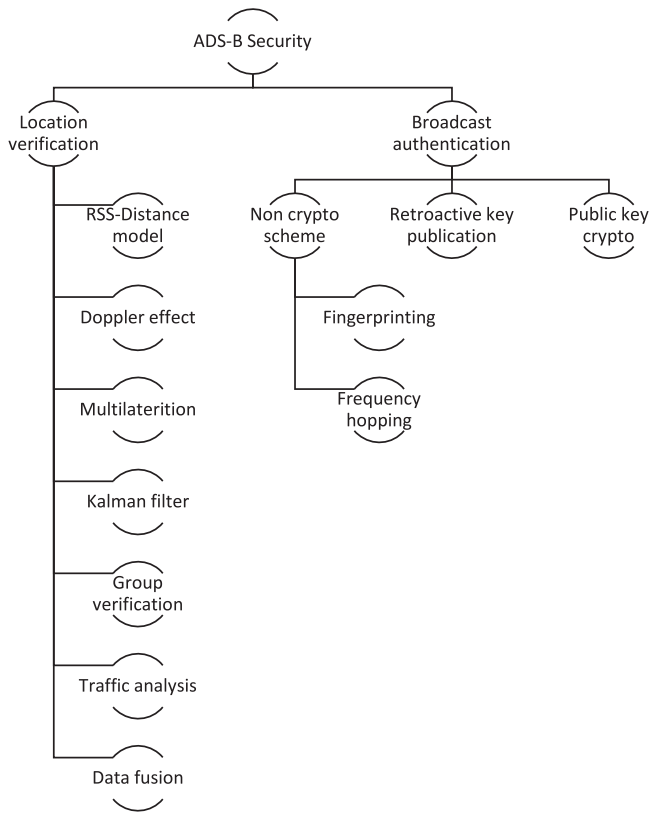 ADS-B Security
Location
verification
Broadcast
authentication
RSS-Distance
model
Non crypto
scheme
Retroactive key
publication
Public key
crypto
Doppler effect
Fingerprinting
Multilaterition
Frequency
hopping
Kalman filter
Group
verification
Traffic analysis
Data fusion